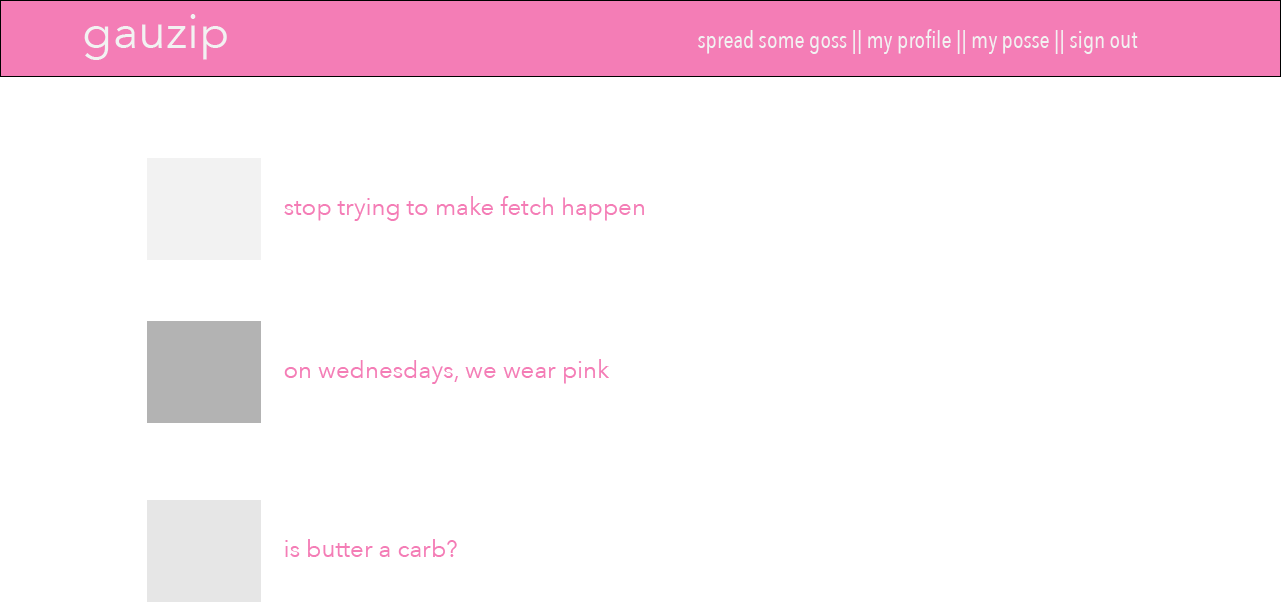 gauzip
spread some goss || my profile || my posse || sign out
stop trying to make fetch happen
on wednesdays, we wear pink
is butter a carb?